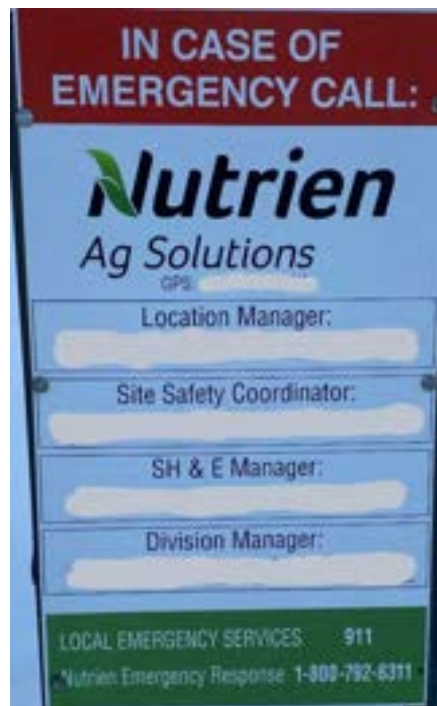 IN CASE OF
EMERGENCY CALL:
Nutrien
Ag Solutions
GPS:
Location Manager:
Site Safety Coordinator:
SH & E Manager:
Division Manager:
LOCAL EMERGENCY SERVICES 911
Nutrien Emergency Response 1-800-792-8311